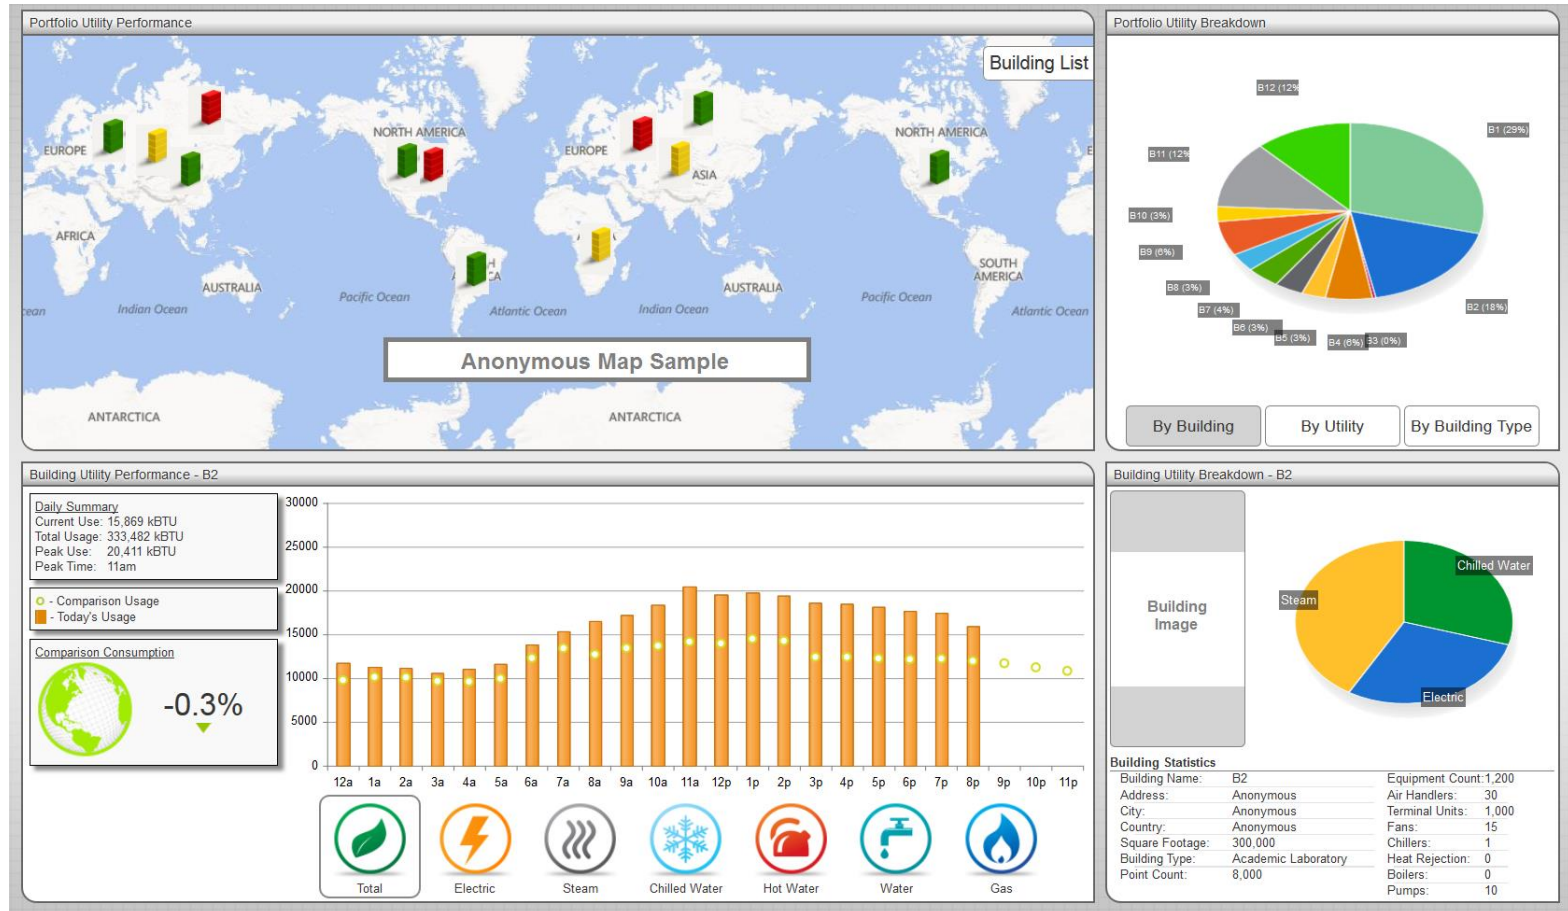 Portfolio Utility Performance
Building List
NORTH AMERICA
NORTH AMERICA
EUROPE
EUROPE
ASIA
AFRICA
SOUTH
AMERICA
AUSTRALIA
AUSTRALIA
Pacific Ocean
Pacific Ocean
Indian Ocean
Atlantic Ocean
Indian Ocean
Atlantic Ocean
Anonymous Map Sample
ANTARCTICA
ANTARCTICA
Portfolio Utility Breakdown
B12 (12%
B1 (29%)
B11 (12%
B10 (3%)
B9 (6%)
B8 (3%)
B7 (4%)
B6 (3%)
B5 (3%)
B4 (6%)
B3 (0%)
B2 (18%)
By Building
By Utility
By Building Type
Building Utility Performance - B2
Daily Summary
Current Use: 15,869 kBTU
Total Usage: 333,482 kBTU
Peak Use: 20,411 kBTU
Peak Time: 11am
- Comparison Usage
- Today's Usage
Comparison Consumption
-0.3%
30000
25000
20000
15000
10000
5000
0
12a 1a 2a 3a 4a 5a 6a 7a 8a 9a 10a 11a 12p 1p 2p 3p 4p 5p 6p 7p 8p 9p 10p 11p
Total Electric Steam Chilled Water Hot Water Water Gas
Building Utility Breakdown - B2
Building
Image
Chilled Water
Steam
Electric
Building Statistics
Building Name: B2 Equipment Count: 1,200
Address: Anonymous Air Handlers: 30
City: Anonymous Terminal Units: 1,000
Country: Anonymous Fans: 15
Square Footage: 300,000 Chillers: 1
Building Type: Academic Laboratory Heat Rejection: 0
Point Count: 8,000 Boilers: 0
Pumps: 10